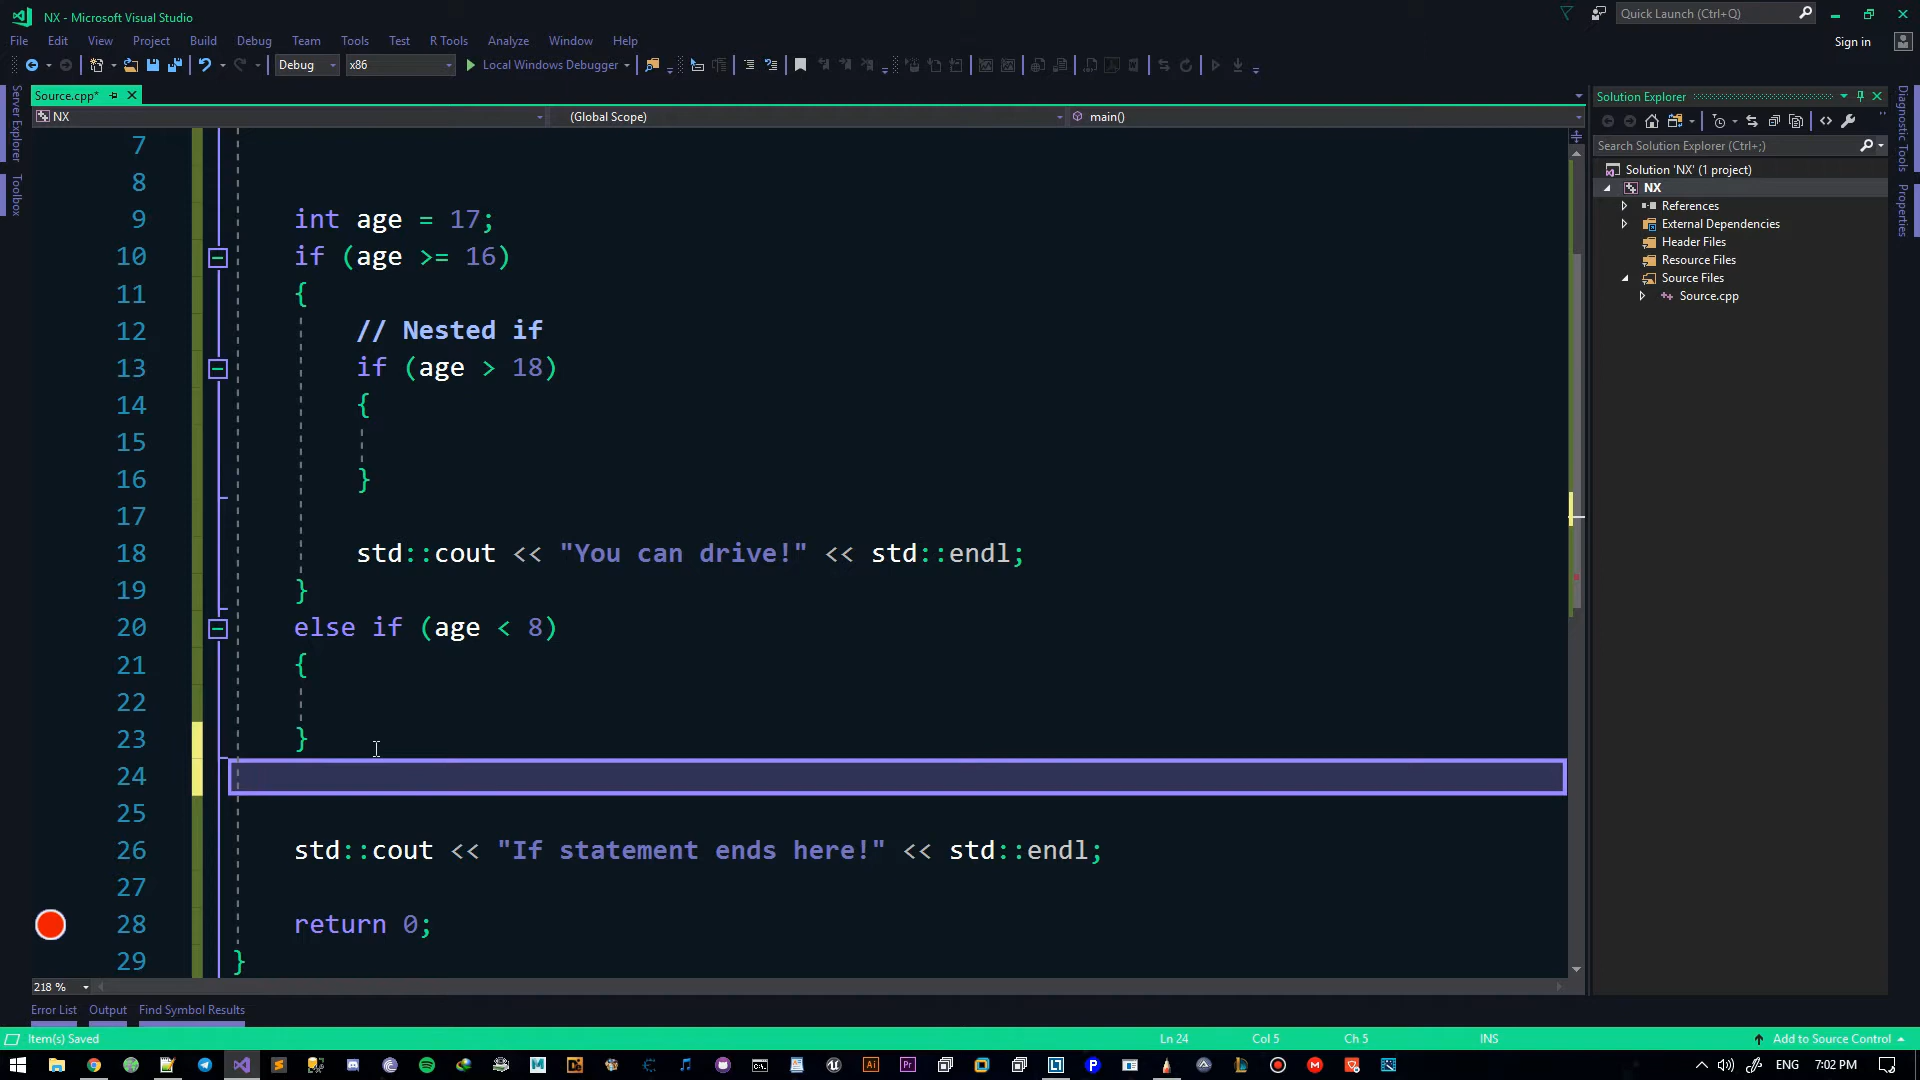 NX - Microsoft Visual Studio
Quick Launch (Ctrl+Q)
File Edit View Project Build Debug Team Tools Test R Tools Analyze Window Help
Sign in
Debug x86 Local Windows Debugger
Server Explorer
Toolbox
Source.cpp*
NX (Global Scope) main()
7
8
9 int age = 17;
10 if (age >= 16)
11 {
12 // Nested if
13 if (age > 18)
14 {
15
16 }
17
18 std::cout << "You can drive!" << std::endl;
19 }
20 else if (age < 8)
21 {
22
23 }
24
25
26 std::cout << "If statement ends here!" << std::endl;
27
28 return 0;
29 }
218 %
Solution Explorer
Search Solution Explorer (Ctrl+;)
Solution 'NX' (1 project)
NX
References
External Dependencies
Header Files
Resource Files
Source Files
Source.cpp
Diagnostic Tools
Properties
Error List Output Find Symbol Results
Item(s) Saved Ln 24 Col 5 Ch 5 INS Add to Source Control
ENG 7:02 PM